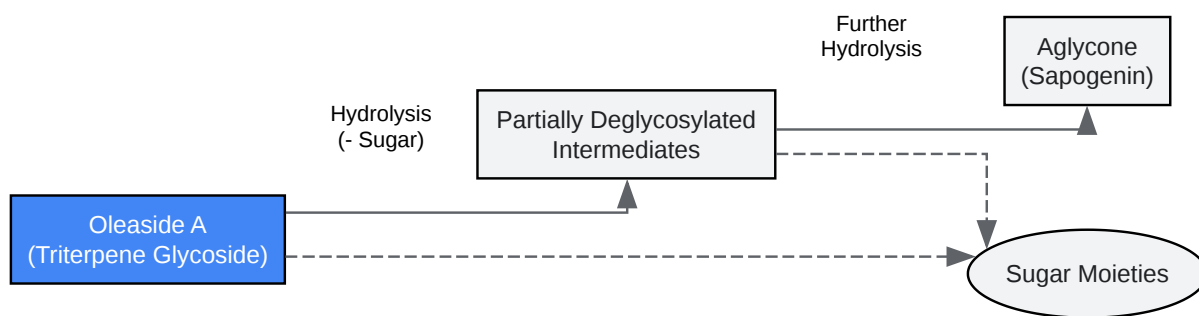 Further
Hydrolysis
Aglycone
(Sapogenin)
Hydrolysis
(- Sugar)
Partially Deglycosylated
Intermediates
Oleaside A
(Triterpene Glycoside)
Sugar Moieties